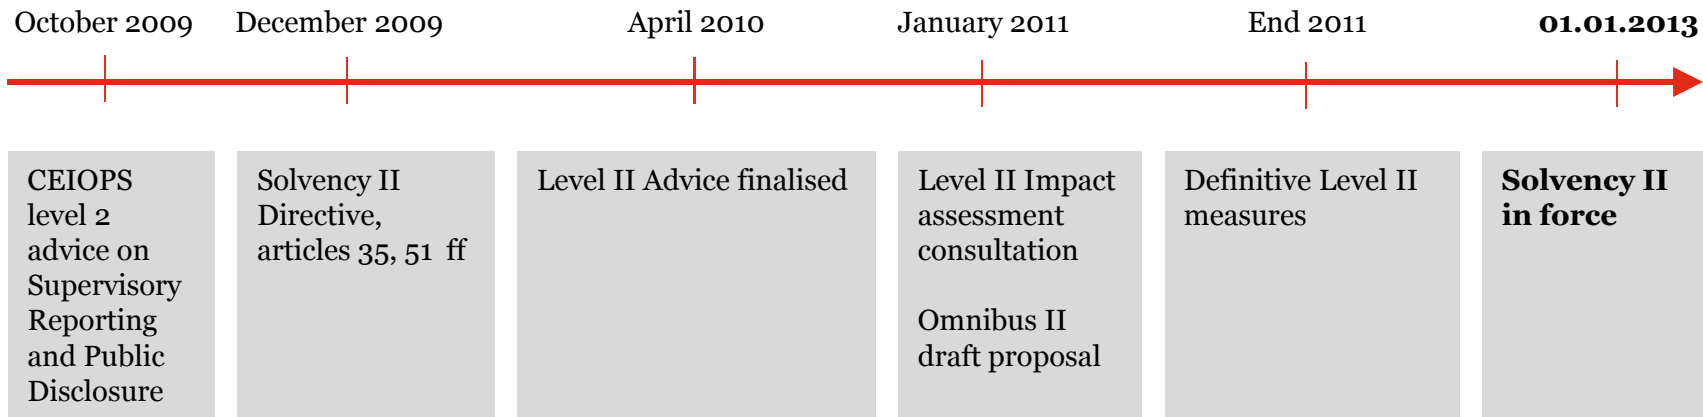 October 2009
December 2009
April 2010
January 2011
End 2011
01.01.2013
CEIOPS
level 2
advice on
Supervisory
Reporting
and Public
Disclosure
Solvency II
Directive,
articles 35, 51 ff
Level II Advice finalised
Level II Impact
assessment
consultation
Omnibus II
draft proposal
Definitive Level II
measures
Solvency II
in force